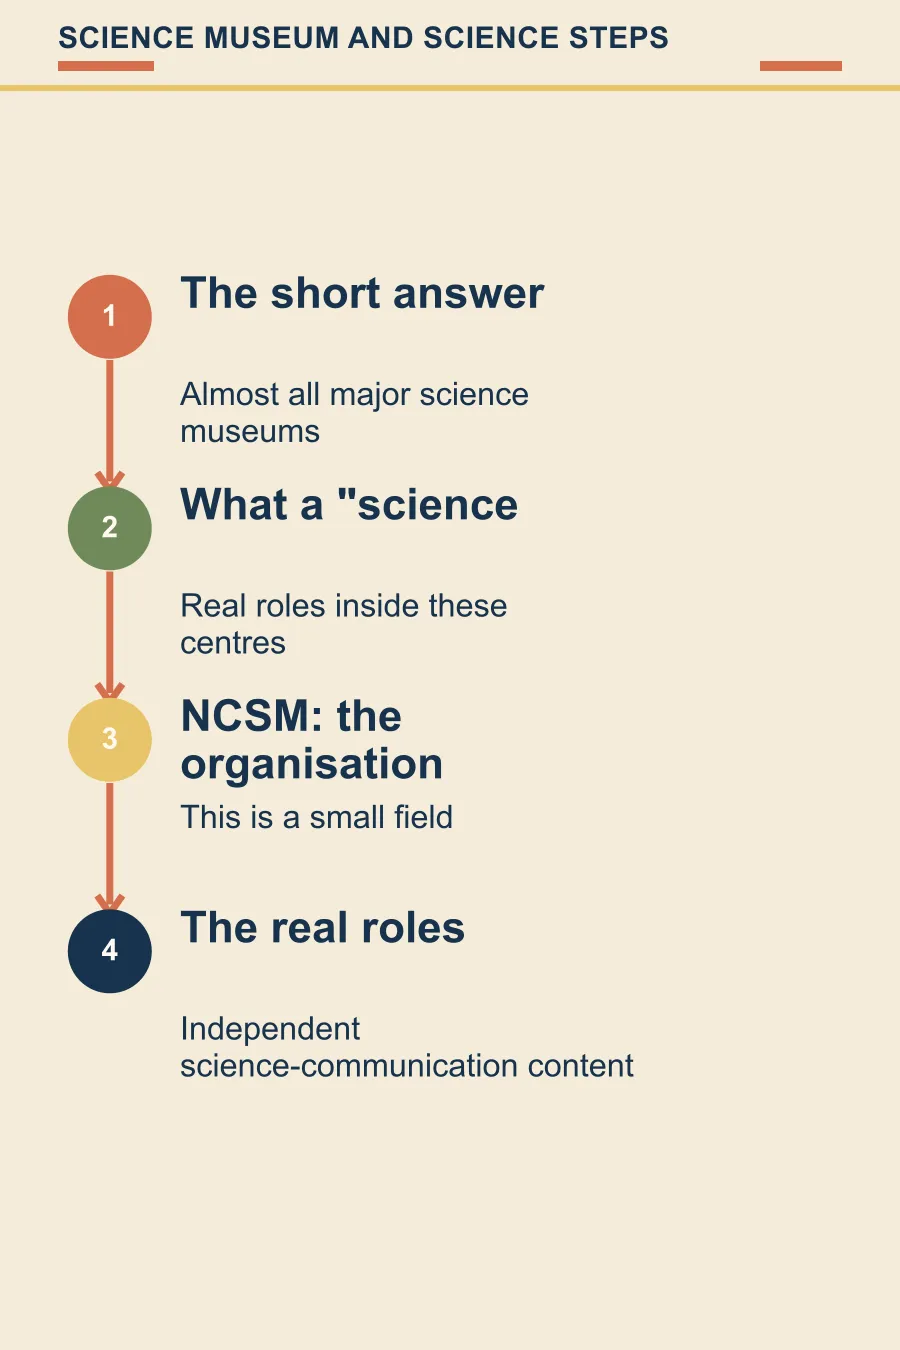 SCIENCE MUSEUM AND SCIENCE STEPS
1
The short answer
Almost all major science
museums
2
What a "science
Real roles inside these
centres
3
NCSM: the
organisation
This is a small field
4
The real roles
Independent
science-communication content